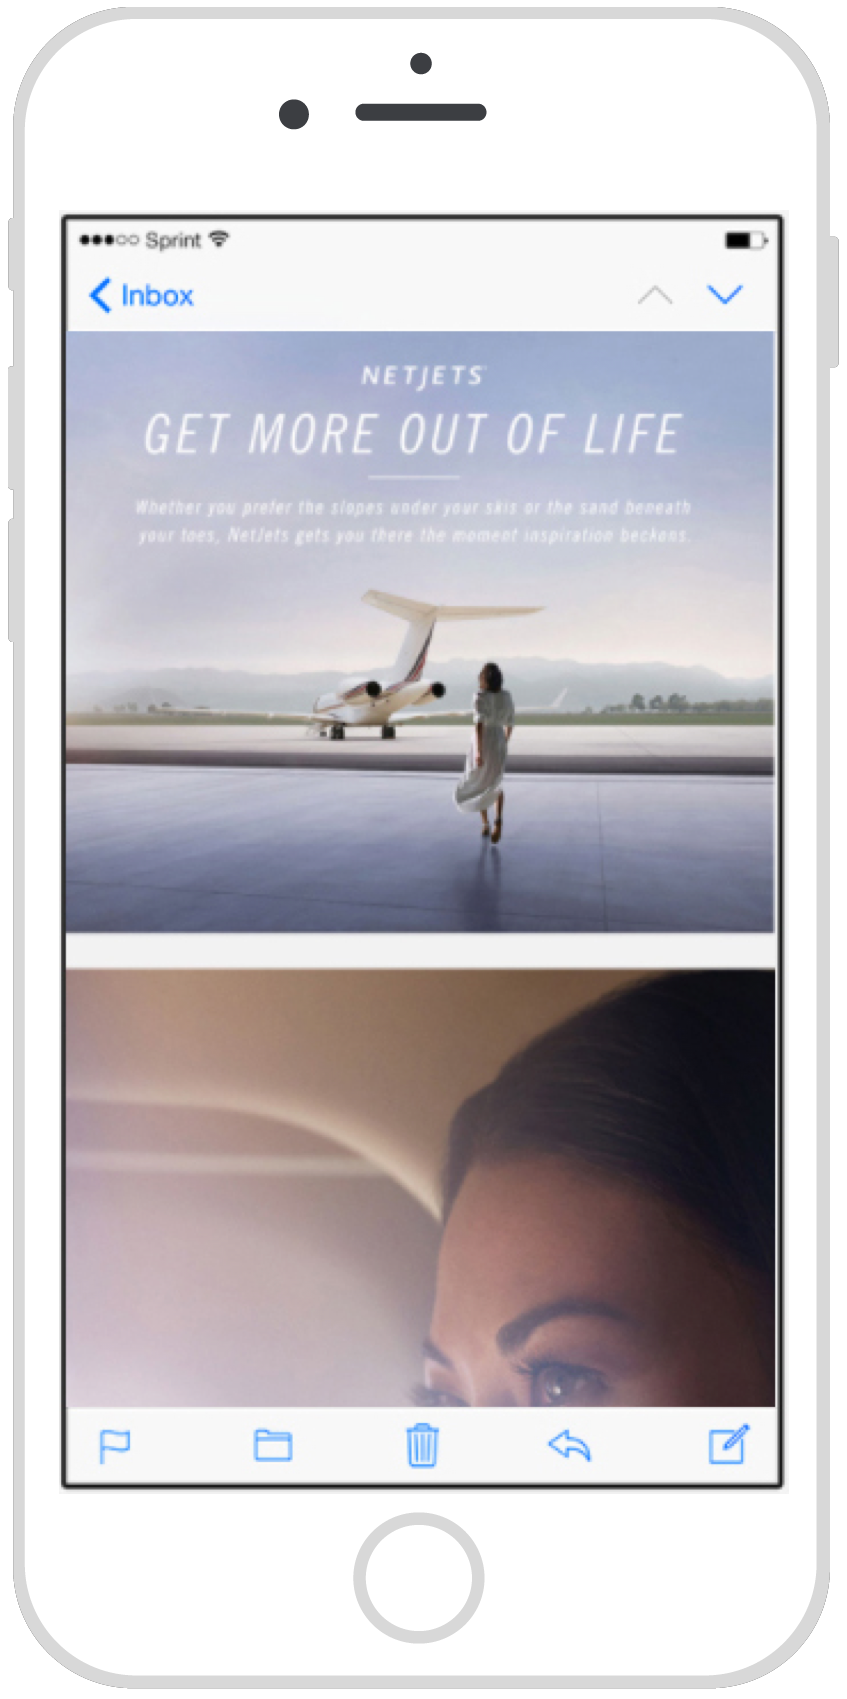 Sprint
Inbox
NETJETS
GET MORE OUT OF LIFE
Whether you prefer the slopes under your skis or the sand beneath
your toes, NetJets gets you there the moment inspiration beckons.